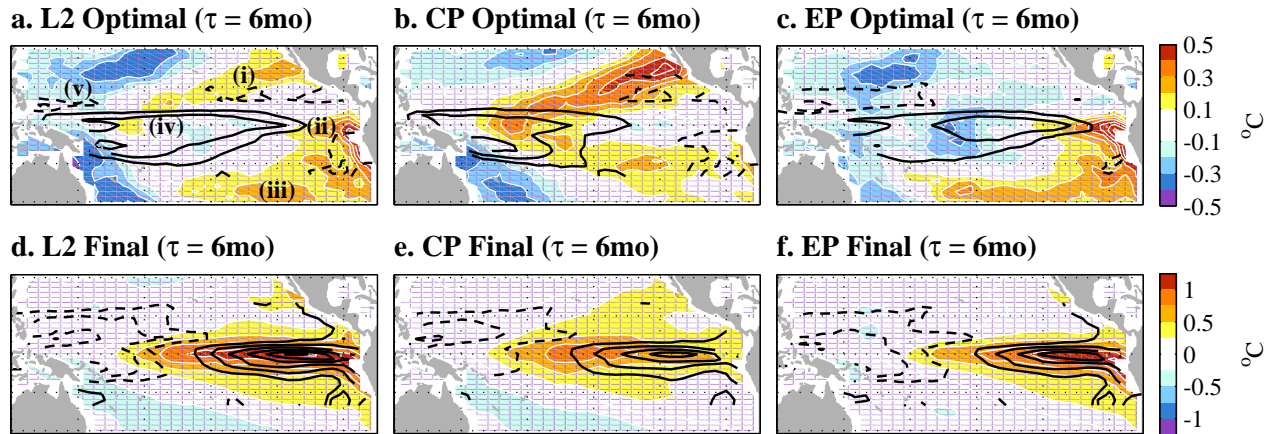 a. L2 Optimal (τ = 6mo)
b. CP Optimal (τ = 6mo)
c. EP Optimal (τ = 6mo)
(i)
(v)
(iv)
(ii)
(iii)
0.5
0.3
0.1
-0.1
-0.3
-0.5
°C
d. L2 Final (τ = 6mo)
e. CP Final (τ = 6mo)
f. EP Final (τ = 6mo)
1
0.5
0
-0.5
-1
°C